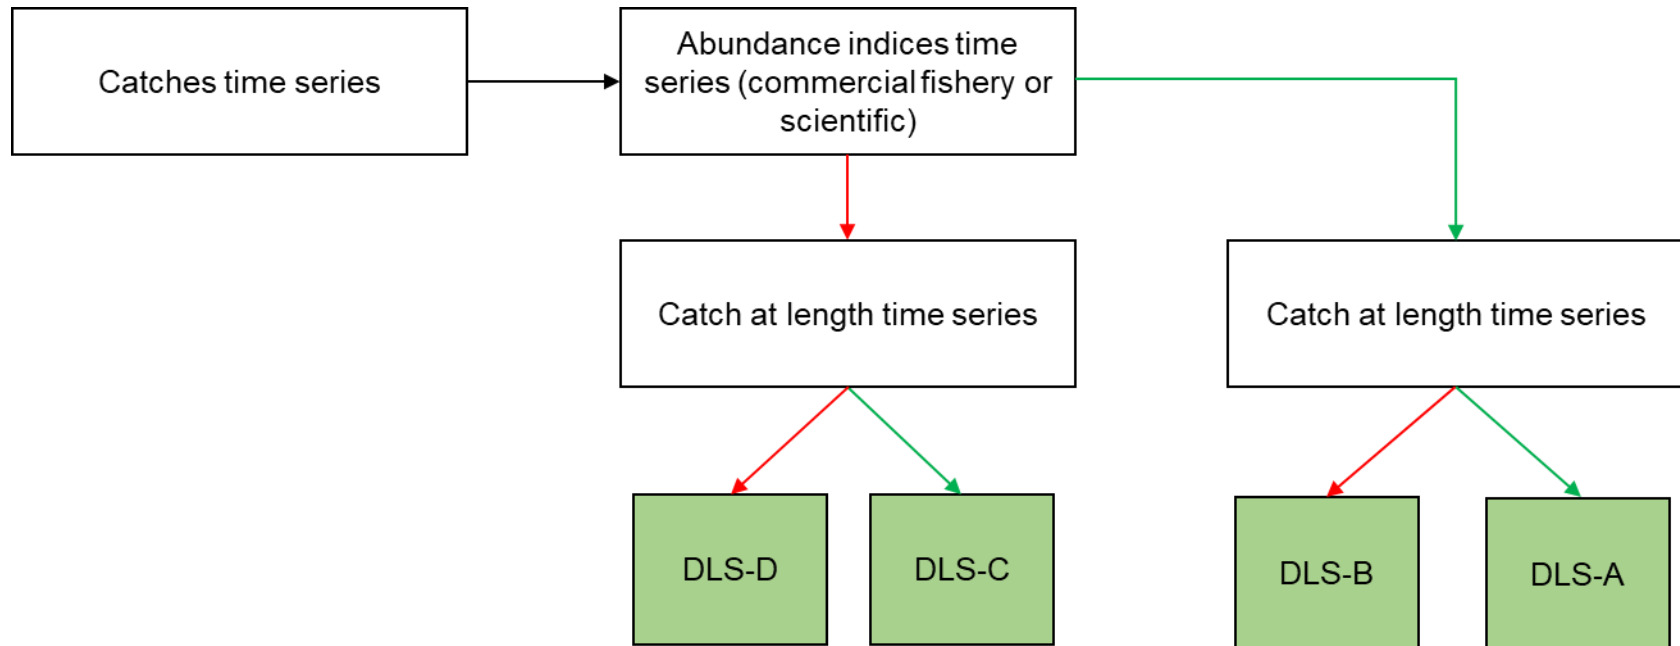 Catches time series
Abundance indices time
series (commercial fishery or
scientific)
Catch at length time series
Catch at length time series
DLS-D
DLS-C
DLS-B
DLS-A